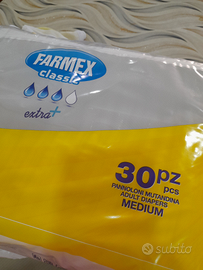 FARMEX
classic
extra+
30pz
pcs
PANNOLONI MUTANDINA
ADULT DIAPERS
MEDIUM
subito